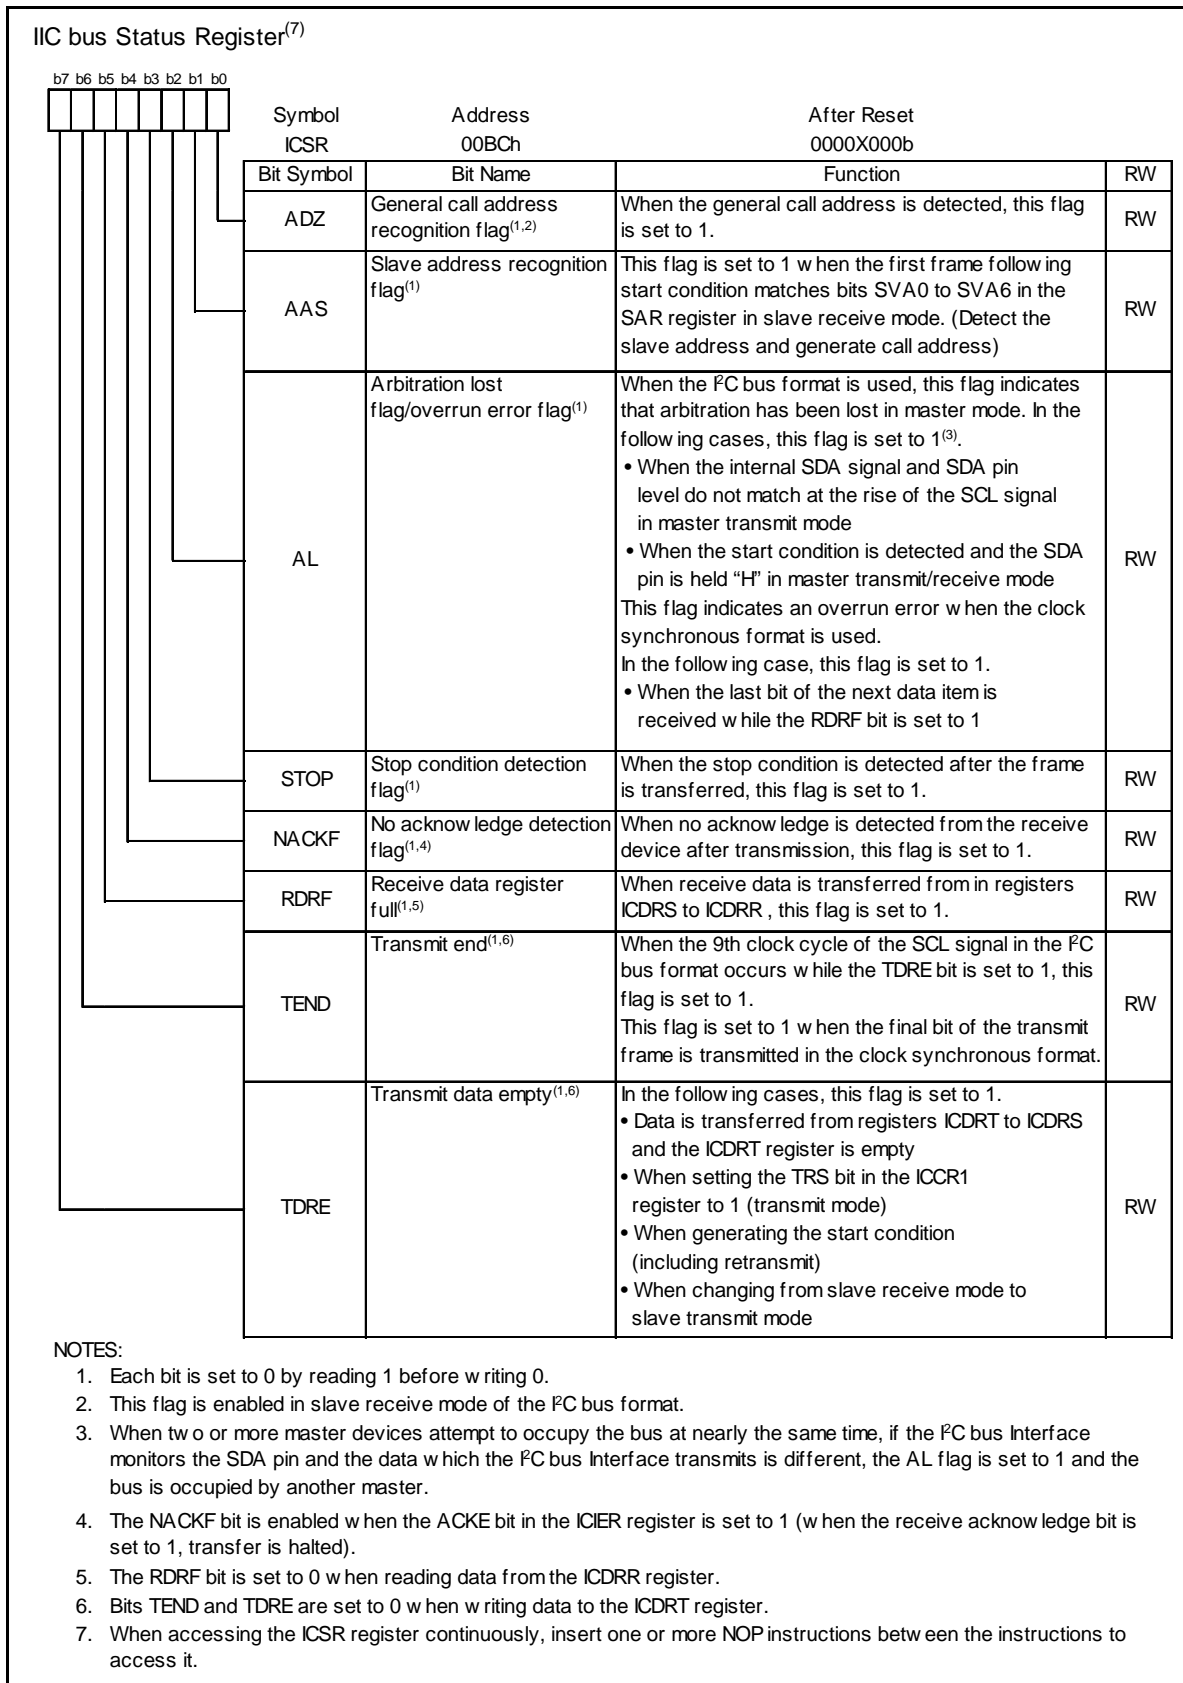 IIC bus Status Register(7)
b7 b6 b5 b4 b3 b2 b1 b0
Symbol Address After Reset
ICSR 00BCh 0000X000b
Bit Symbol Bit Name Function RW
ADZ
General call address
recognition flag(1,2)
When the general call address is detected, this flag
is set to 1.
RW
AAS
Slave address recognition
flag(1)
This flag is set to 1 when the first frame following
start condition matches bits SVA0 to SVA6 in the
SAR register in slave receive mode. (Detect the
slave address and generate call address)
RW
AL
Arbitration lost
flag/overrun error flag(1)
When the I2C bus format is used, this flag indicates
that arbitration has been lost in master mode. In the
following cases, this flag is set to 1(3).
• When the internal SDA signal and SDA pin
level do not match at the rise of the SCL signal
in master transmit mode
• When the start condition is detected and the SDA
pin is held “H” in master transmit/receive mode
This flag indicates an overrun error when the clock
synchronous format is used.
In the following case, this flag is set to 1.
• When the last bit of the next data item is
received while the RDRF bit is set to 1
RW
STOP
Stop condition detection
flag(1)
When the stop condition is detected after the frame
is transferred, this flag is set to 1.
RW
NACKF
No acknowledge detection
flag(1,4)
When no acknowledge is detected from the receive
device after transmission, this flag is set to 1.
RW
RDRF
Receive data register
full(1,5)
When receive data is transferred from in registers
ICDRS to ICDRR , this flag is set to 1.
RW
TEND
Transmit end(1,6)
When the 9th clock cycle of the SCL signal in the I2C
bus format occurs while the TDRE bit is set to 1, this
flag is set to 1.
This flag is set to 1 when the final bit of the transmit
frame is transmitted in the clock synchronous format.
RW
TDRE
Transmit data empty(1,6)
In the following cases, this flag is set to 1.
• Data is transferred from registers ICDRT to ICDRS
and the ICDRT register is empty
• When setting the TRS bit in the ICCR1
register to 1 (transmit mode)
• When generating the start condition
(including retransmit)
• When changing from slave receive mode to
slave transmit mode
RW
NOTES:
1. Each bit is set to 0 by reading 1 before writing 0.
2. This flag is enabled in slave receive mode of the I2C bus format.
3. When two or more master devices attempt to occupy the bus at nearly the same time, if the I2C bus Interface
monitors the SDA pin and the data which the I2C bus Interface transmits is different, the AL flag is set to 1 and the
bus is occupied by another master.
4. The NACKF bit is enabled when the ACKE bit in the ICIER register is set to 1 (when the receive acknowledge bit is
set to 1, transfer is halted).
5. The RDRF bit is set to 0 when reading data from the ICDRR register.
6. Bits TEND and TDRE are set to 0 when writing data to the ICDRT register.
7. When accessing the ICSR register continuously, insert one or more NOP instructions between the instructions to
access it.